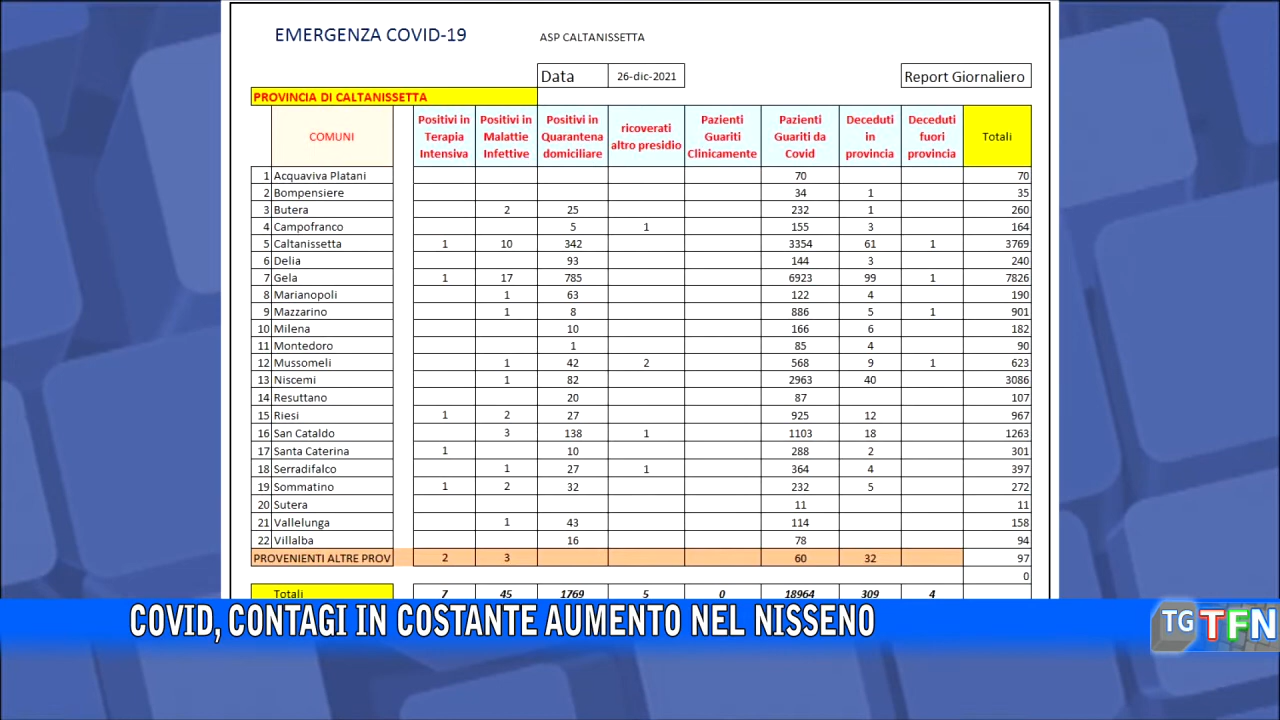 EMERGENZA COVID-19 ASP CALTANISSETTA
Data 26-dic-2021 Report Giornaliero
PROVINCIA DI CALTANISSETTA
COMUNI Positivi in Terapia Intensiva Positivi in Malattie Infettive Positivi in Quarantena domiciliare ricoverati altro presidio Pazienti Guariti Clinicamente Pazienti Guariti da Covid Deceduti in provincia Deceduti fuori provincia Totali
1 Acquaviva Platani 70 70
2 Bompensiere 34 1 35
3 Butera 2 25 232 1 260
4 Campofranco 5 1 155 3 164
5 Caltanissetta 1 10 342 3354 61 1 3769
6 Delia 93 144 3 240
7 Gela 1 17 785 6923 99 1 7826
8 Marianopoli 1 63 122 4 190
9 Mazzarino 1 8 886 5 1 901
10 Milena 10 166 6 182
11 Montedoro 1 85 4 90
12 Mussomeli 1 42 2 568 9 1 623
13 Niscemi 1 82 2963 40 3086
14 Resuttano 20 87 107
15 Riesi 1 2 27 925 12 967
16 San Cataldo 3 138 1 1103 18 1263
17 Santa Caterina 1 10 288 2 301
18 Serradifalco 1 27 1 364 4 397
19 Sommatino 1 2 32 232 5 272
20 Sutera 11 11
21 Vallelunga 1 43 114 158
22 Villalba 16 78 94
PROVENIENTI ALTRE PROV 2 3 60 32 97
0
Totali 7 45 1769 5 0 18964 309 4
COVID, CONTAGI IN COSTANTE AUMENTO NEL NISSENO
TG TFN